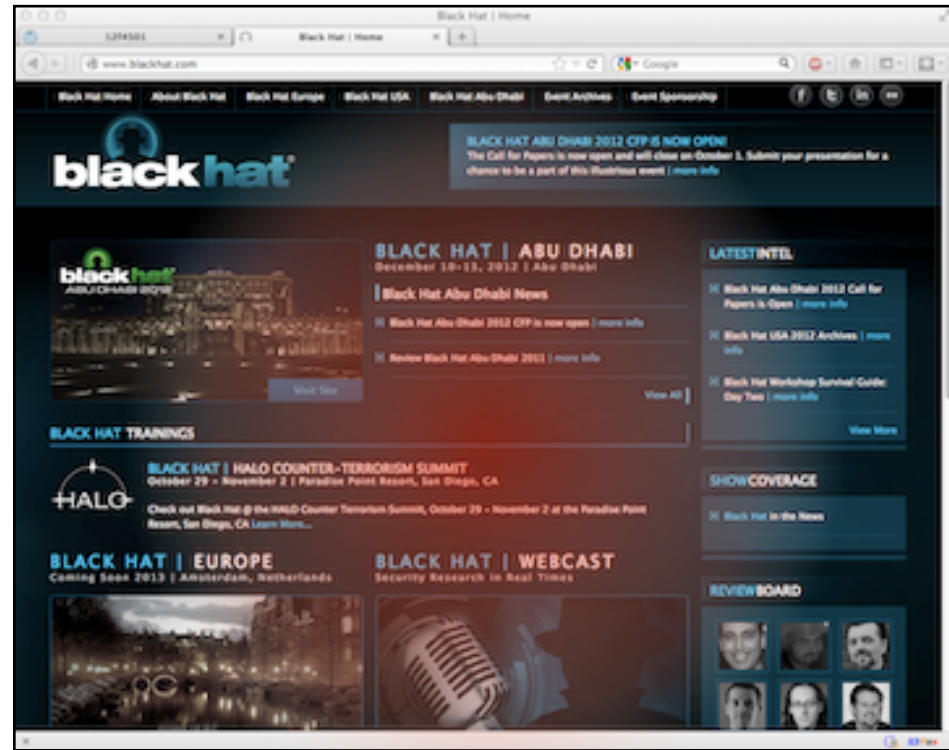 Black Hat | Home
12f4501
Black Hat | Home
www.blackhat.com
Google
Black Hat Home About Black Hat Black Hat Europe Black Hat USA Black Hat Abu Dhabi Event Archives Event Sponsorship
black hat
BLACK HAT ABU DHABI 2012 CFP IS NOW OPEN!
The Call for Papers is now open and will close on October 1. Submit your presentation for a
chance to be a part of this illustrious event | more info
black hat
ABU DHABI 2012
Visit Site
BLACK HAT | ABU DHABI
December 10-13, 2012 | Abu Dhabi
Black Hat Abu Dhabi News
Black Hat Abu Dhabi 2012 CFP is now open | more info
Review Black Hat Abu Dhabi 2011 | more info
View All
LATESTINTEL
Black Hat Abu Dhabi 2012 Call for
Papers is Open | more info
Black Hat USA 2012 Archives | more
info
Black Hat Workshop Survival Guide:
Day Two | more info
View More
BLACK HAT TRAININGS
HALO
BLACK HAT | HALO COUNTER-TERRORISM SUMMIT
October 29 - November 2 | Paradise Point Resort, San Diego, CA
Check out Black Hat @ the HALO Counter Terrorism Summit, October 29 - November 2 at the Paradise Point
Resort, San Diego, CA Learn More...
SHOWCOVERAGE
Black Hat in the News
BLACK HAT | EUROPE
Coming Soon 2013 | Amsterdam, Netherlands
BLACK HAT | WEBCAST
Security Research in Real Times
REVIEWBOARD